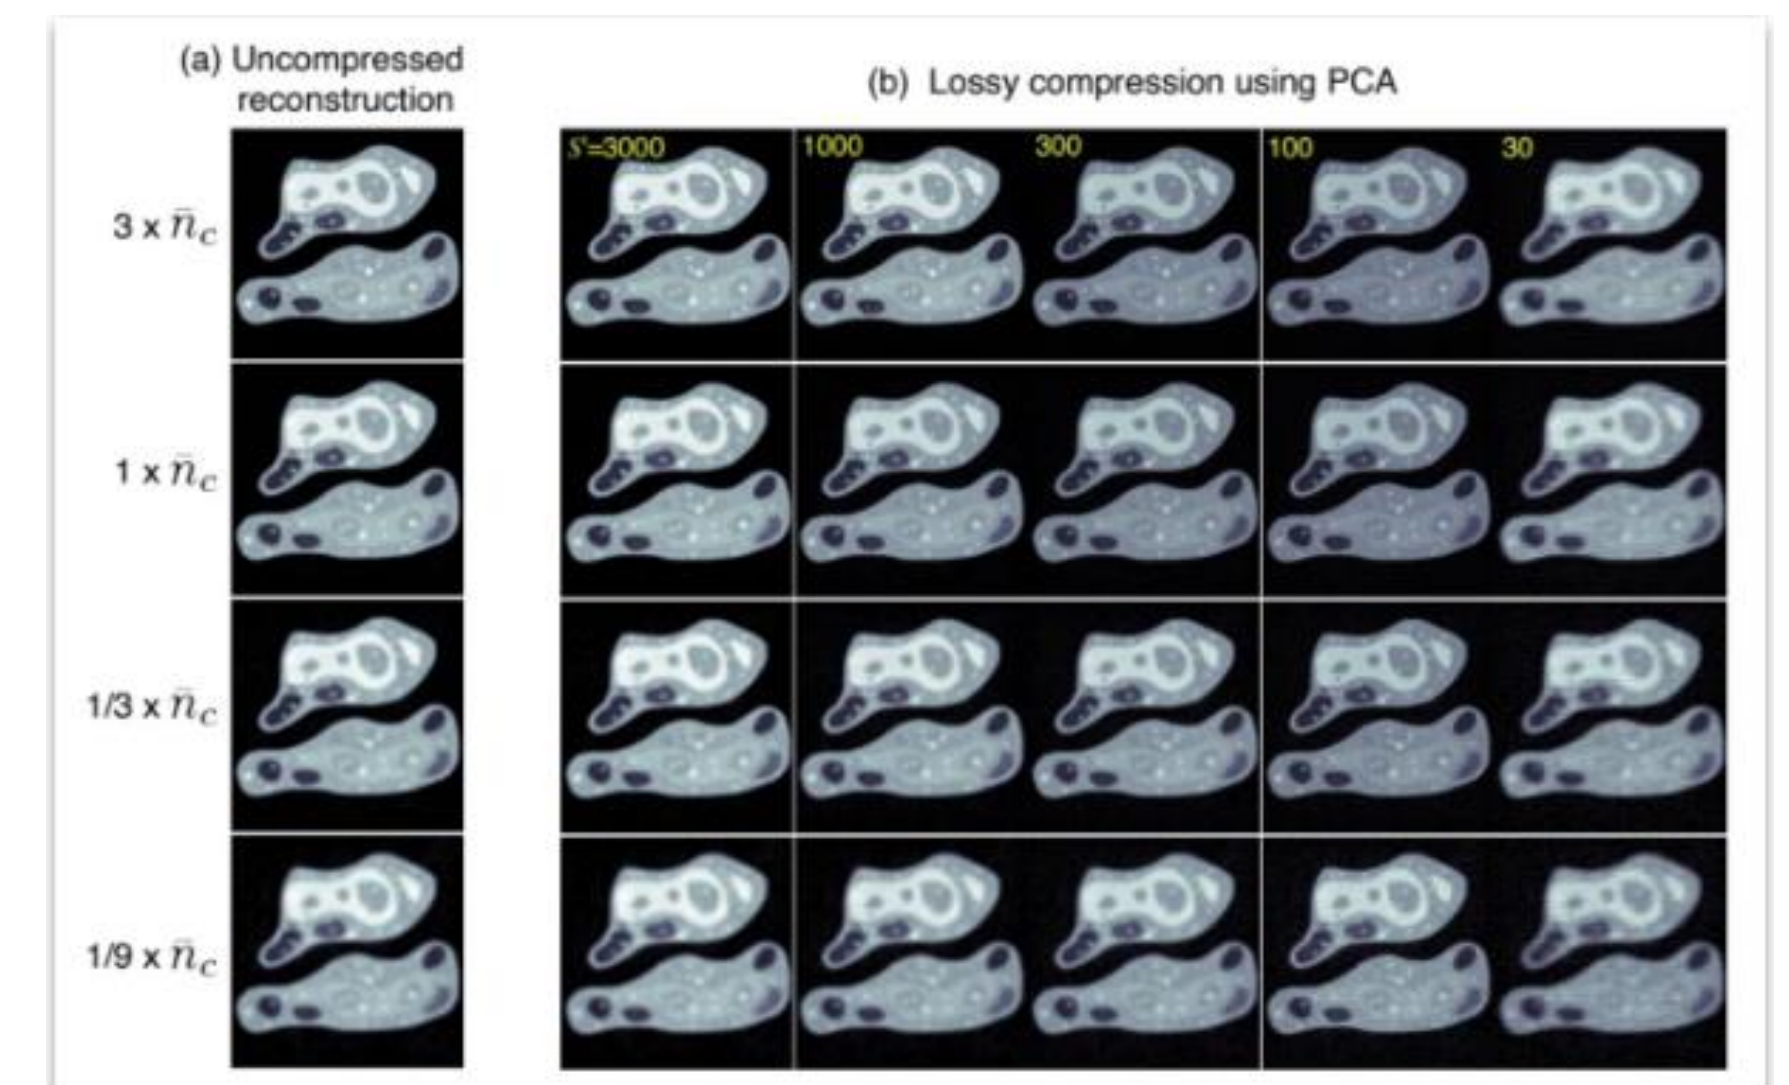 (a) Uncompressed
reconstruction
(b) Lossy compression using PCA
S'=3000
1000
300
100
30
3 x n̄c
1 x n̄c
1/3 x n̄c
1/9 x n̄c